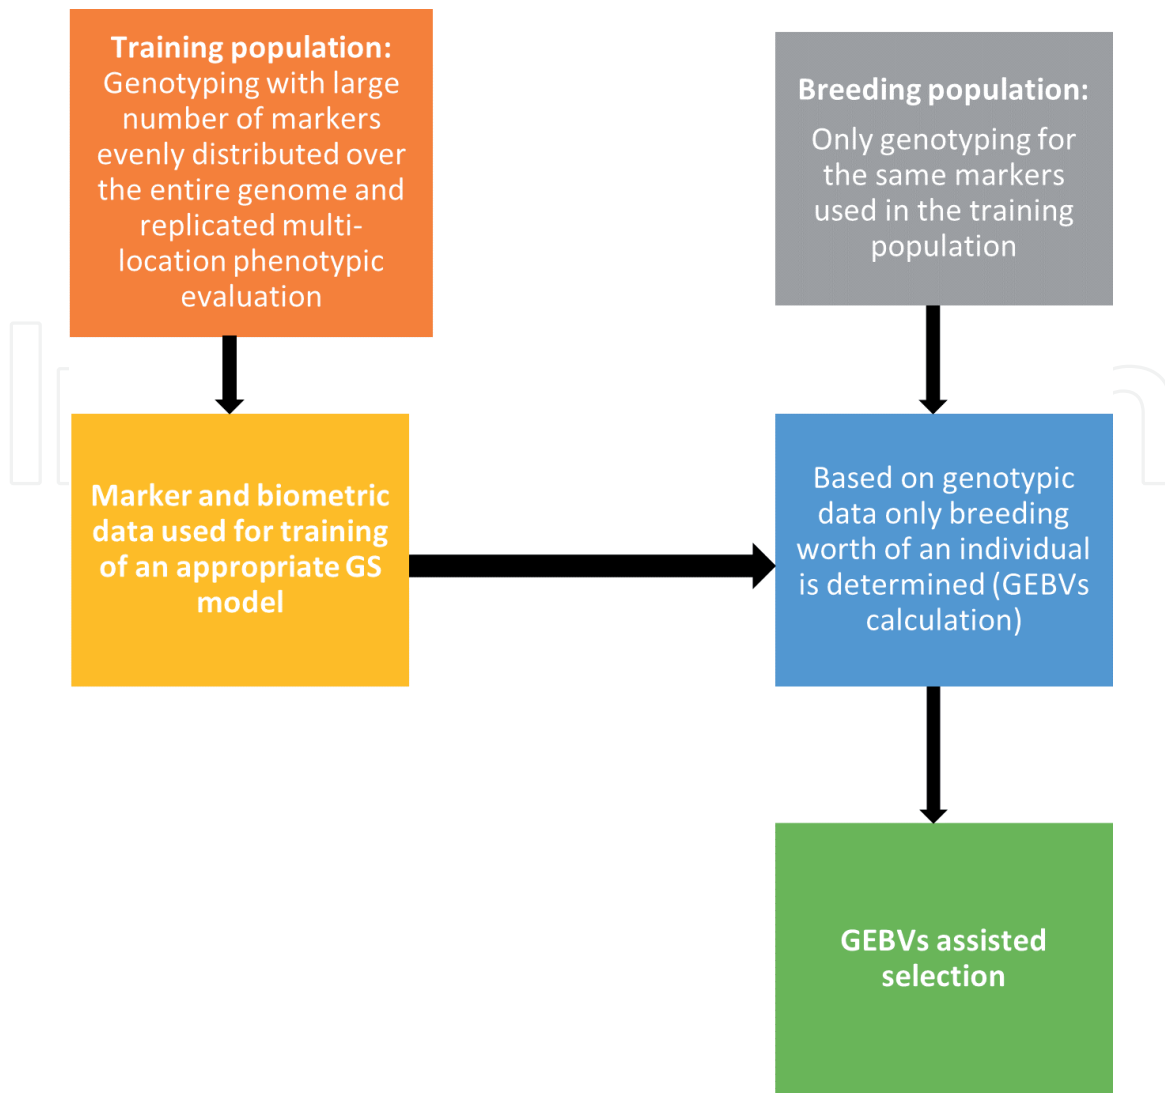 Training population:
Genotyping with large
number of markers
evenly distributed over
the entire genome and
replicated multi-
location phenotypic
evaluation
Breeding population:
Only genotyping for
the same markers
used in the training
population
Marker and biometric
data used for training
of an appropriate GS
model
Based on genotypic
data only breeding
worth of an individual
is determined (GEBVs
calculation)
GEBVs assisted
selection